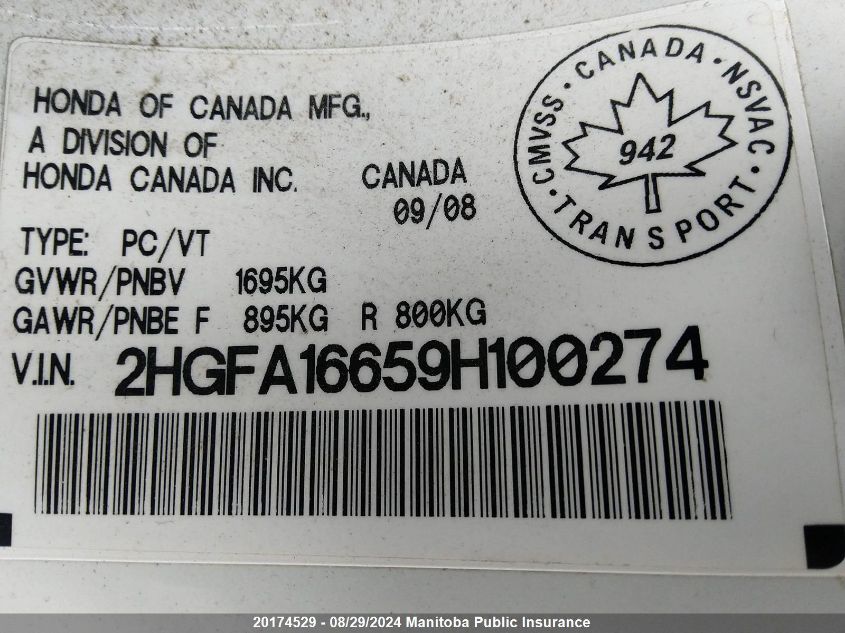 HONDA OF CANADA MFG.,
A DIVISION OF
HONDA CANADA INC. CANADA
09/08
TYPE: PC/VT
GVWR/PNBV 1695KG
GAWR/PNBE F 895KG R 800KG
V.I.N. 2HGFA16659H100274
CMVSS · CANADA · NSVAC
942
· TRANSPORT ·
20174529 - 08/29/2024 Manitoba Public Insurance